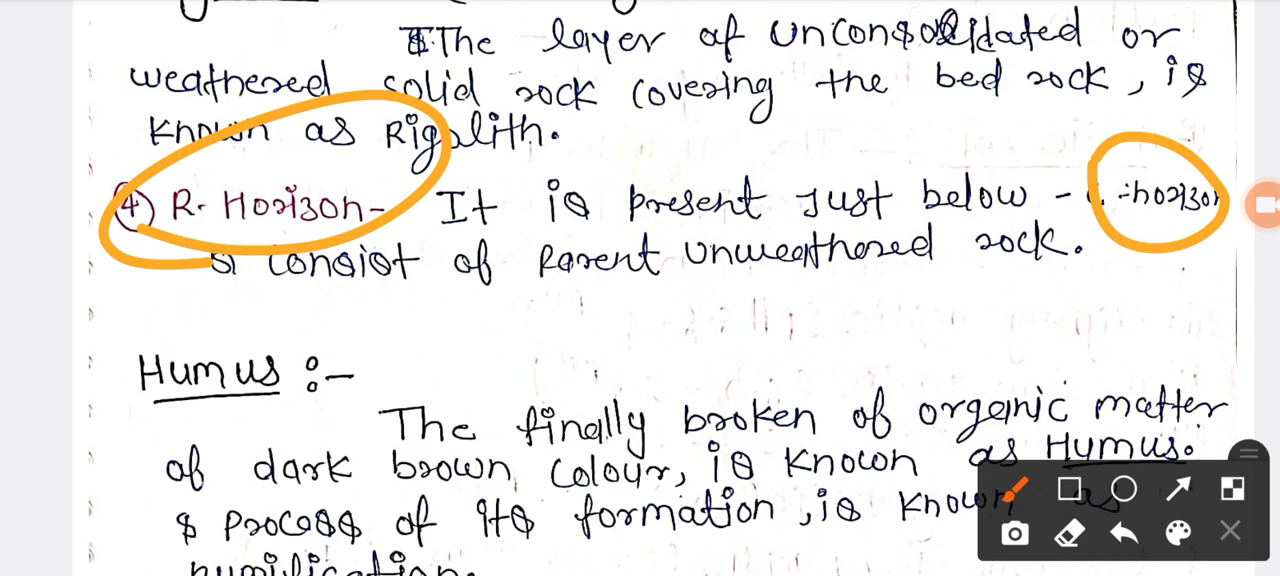 The layer of unconsolidated or
weathered solid rock covering the bed rock, is
known as Rigolith.
(4) R. Horizon- It is present Just below - horizon
& consist of Parent unweathered rock.
Humus :-
The finally broken of organic matter
of dark brown colour, is known as Humus.
& Process of its formation, is known as
humification.